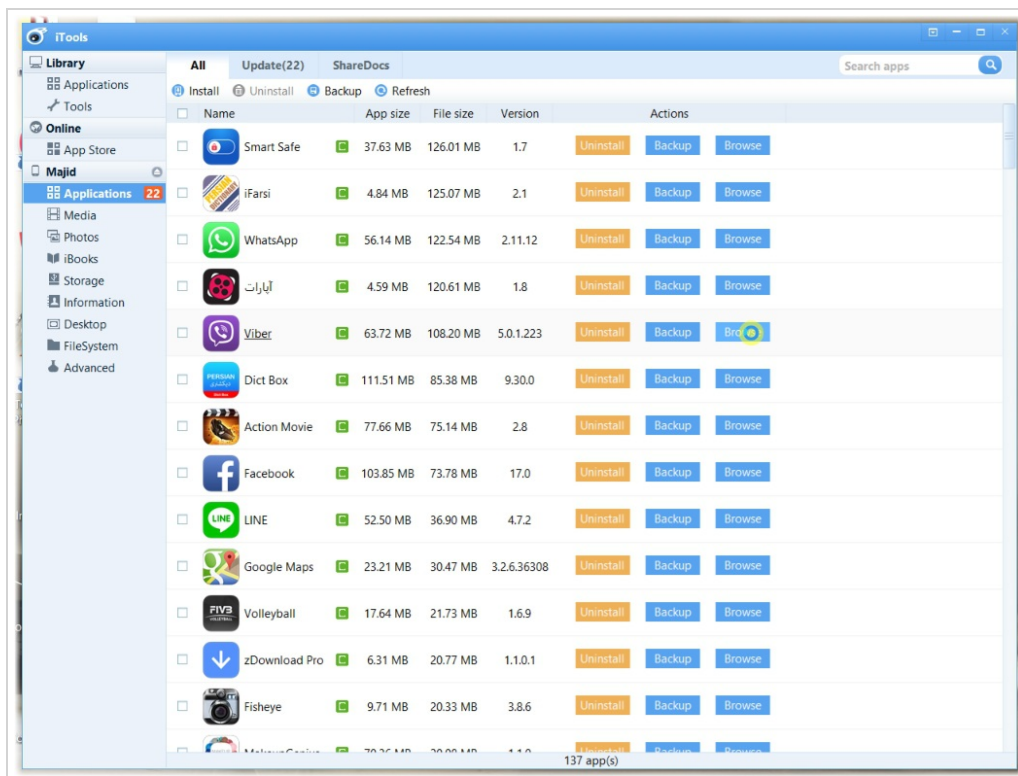 iTools
Library
Applications
Tools
Online
App Store
Majid
Applications 22
Media
Photos
iBooks
Storage
Information
Desktop
FileSystem
Advanced
All Update(22) ShareDocs Search apps
Install Uninstall Backup Refresh
Name App size File size Version Actions
Smart Safe C 37.63 MB 126.01 MB 1.7 Uninstall Backup Browse
PERSIAN DICTIONARY iFarsi C 4.84 MB 125.07 MB 2.1 Uninstall Backup Browse
WhatsApp C 56.14 MB 122.54 MB 2.11.12 Uninstall Backup Browse
آپارات C 4.59 MB 120.61 MB 1.8 Uninstall Backup Browse
Viber C 63.72 MB 108.20 MB 5.0.1.223 Uninstall Backup
PERSIAN دیکشنری Dict Box Dict Box C 111.51 MB 85.38 MB 9.30.0 Uninstall Backup Browse
Action Movie C 77.66 MB 75.14 MB 2.8 Uninstall Backup Browse
Facebook C 103.85 MB 73.78 MB 17.0 Uninstall Backup Browse
LINE LINE C 52.50 MB 36.90 MB 4.7.2 Uninstall Backup Browse
Google Maps C 23.21 MB 30.47 MB 3.2.6.36308 Uninstall Backup Browse
FIVB VOLLEYBALL Volleyball C 17.64 MB 21.73 MB 1.6.9 Uninstall Backup Browse
zDownload Pro C 6.31 MB 20.77 MB 1.1.0.1 Uninstall Backup Browse
Fisheye C 9.71 MB 20.33 MB 3.8.6 Uninstall Backup Browse
137 app(s)